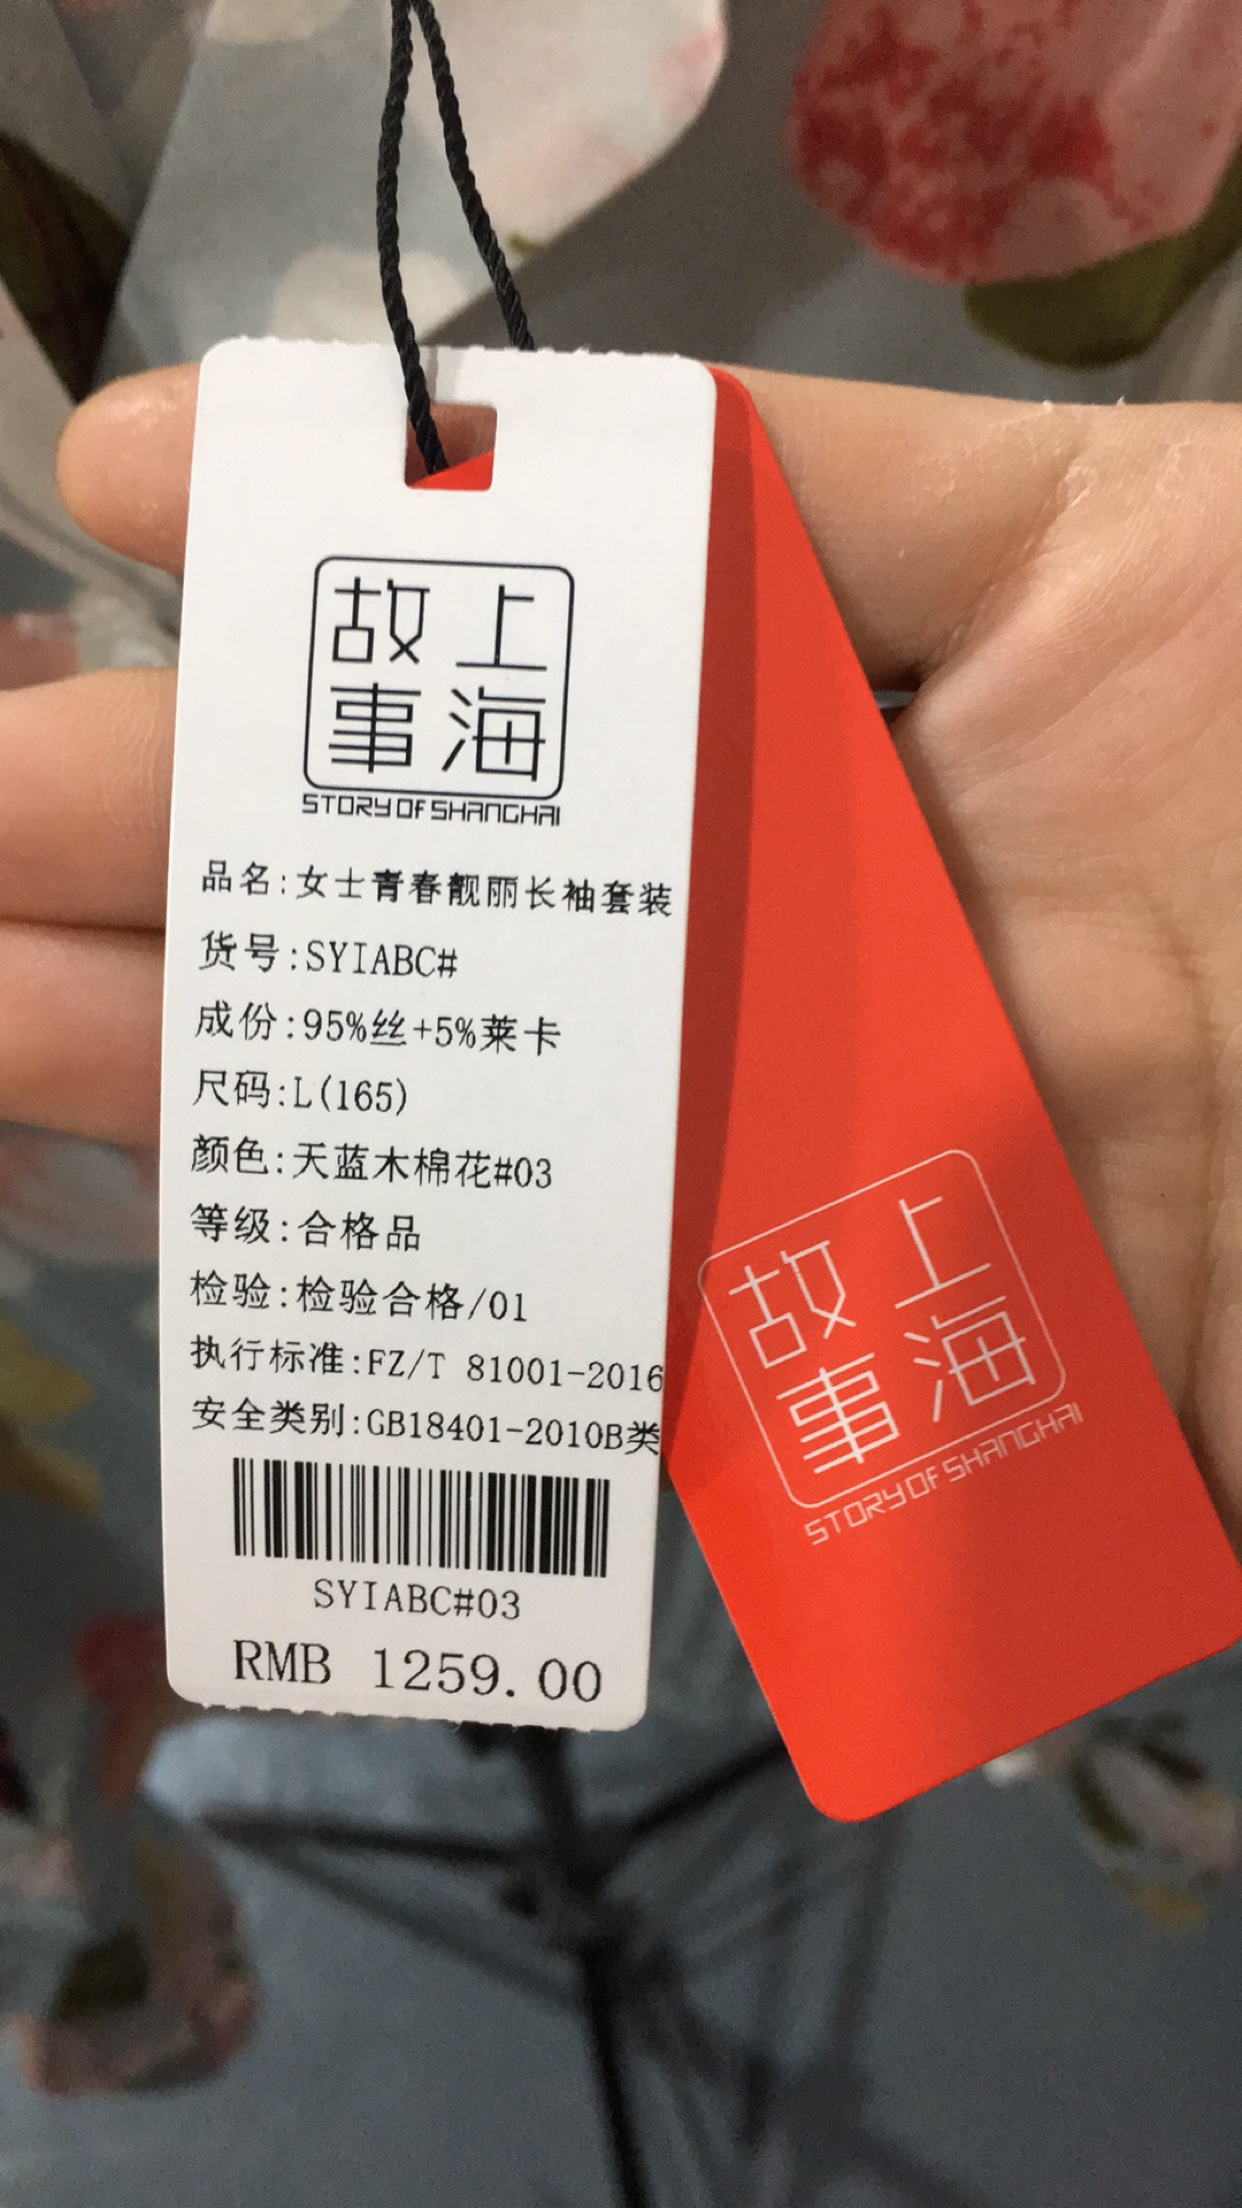 上海
故事
STORY OF SHANGHAI
品名:女士青春靓丽长袖套装
货号:SYIABC#
成份:95%丝+5%莱卡
尺码:L(165)
颜色:天蓝木棉花#03
等级:合格品
检验:检验合格/01
执行标准:FZ/T 81001-2016
安全类别:GB18401-2010B类
SYIABC#03
RMB 1259.00
上海
故事
STORY OF SHANGHAI